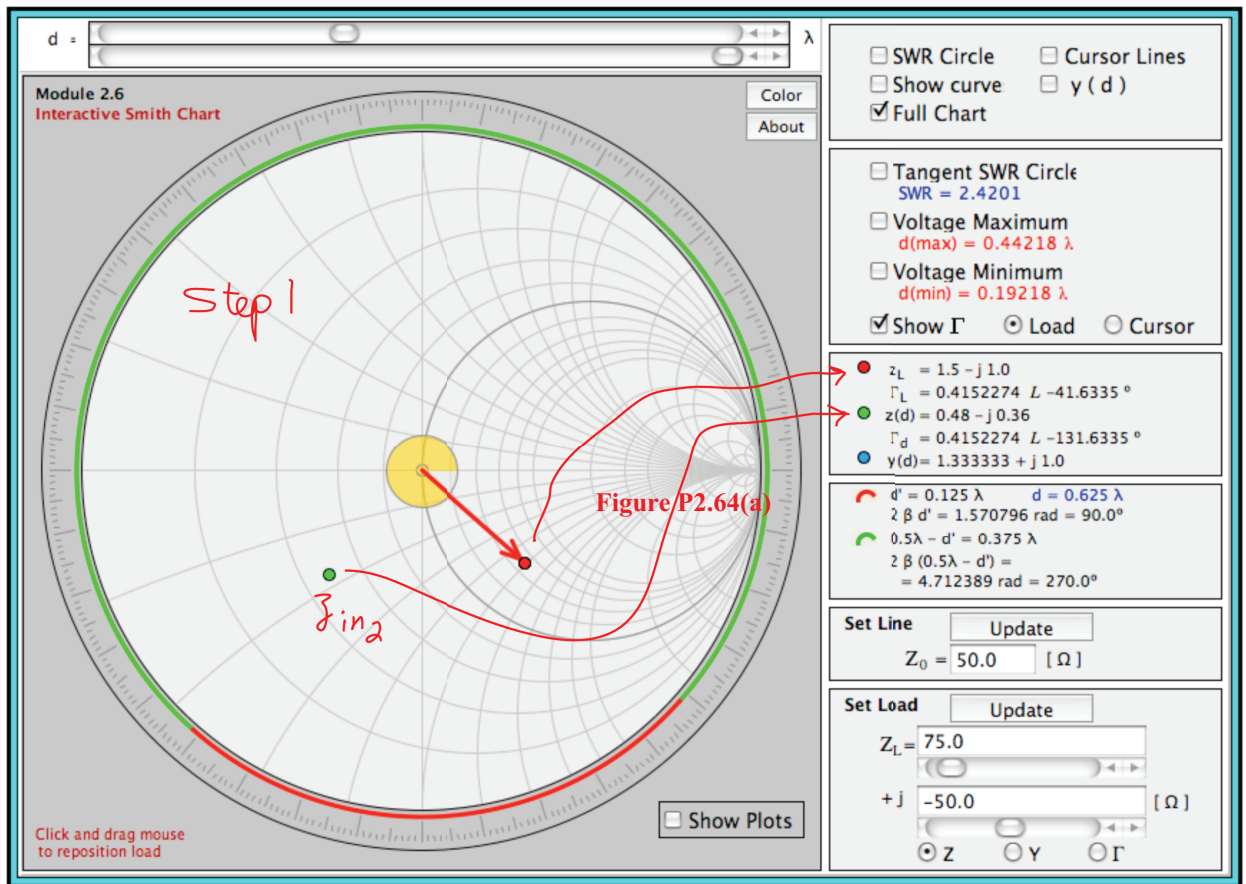 d = λ
Module 2.6
Interactive Smith Chart
Color
About
Step 1
Figure P2.64(a)
z in2
Click and drag mouse
to reposition load
Show Plots
SWR Circle Cursor Lines
Show curve y ( d )
Full Chart
Tangent SWR Circle
SWR = 2.4201
Voltage Maximum
d(max) = 0.44218 λ
Voltage Minimum
d(min) = 0.19218 λ
Show Γ Load Cursor
zL = 1.5 - j 1.0
ΓL = 0.4152274 L -41.6335 º
z(d) = 0.48 - j 0.36
Γd = 0.4152274 L -131.6335 º
y(d)= 1.333333 + j 1.0
d' = 0.125 λ d = 0.625 λ
2 β d' = 1.570796 rad = 90.0º
0.5λ - d' = 0.375 λ
2 β (0.5λ - d') =
= 4.712389 rad = 270.0º
Set Line Update
Z0 = 50.0 [ Ω ]
Set Load Update
ZL= 75.0
+ j -50.0 [ Ω ]
Z Y Γ